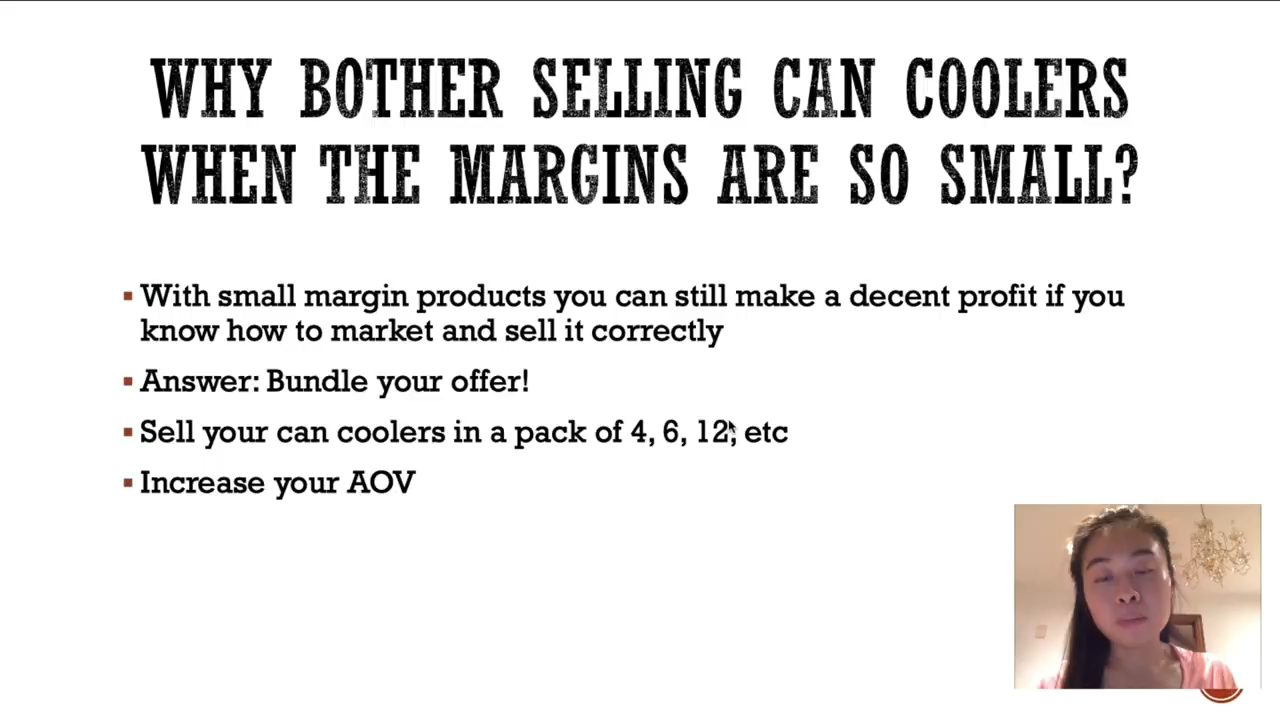 WHY BOTHER SELLING CAN COOLERS
WHEN THE MARGINS ARE SO SMALL?
With small margin products you can still make a decent profit if you
know how to market and sell it correctly
Answer: Bundle your offer!
Sell your can coolers in a pack of 4, 6, 12, etc
Increase your AOV